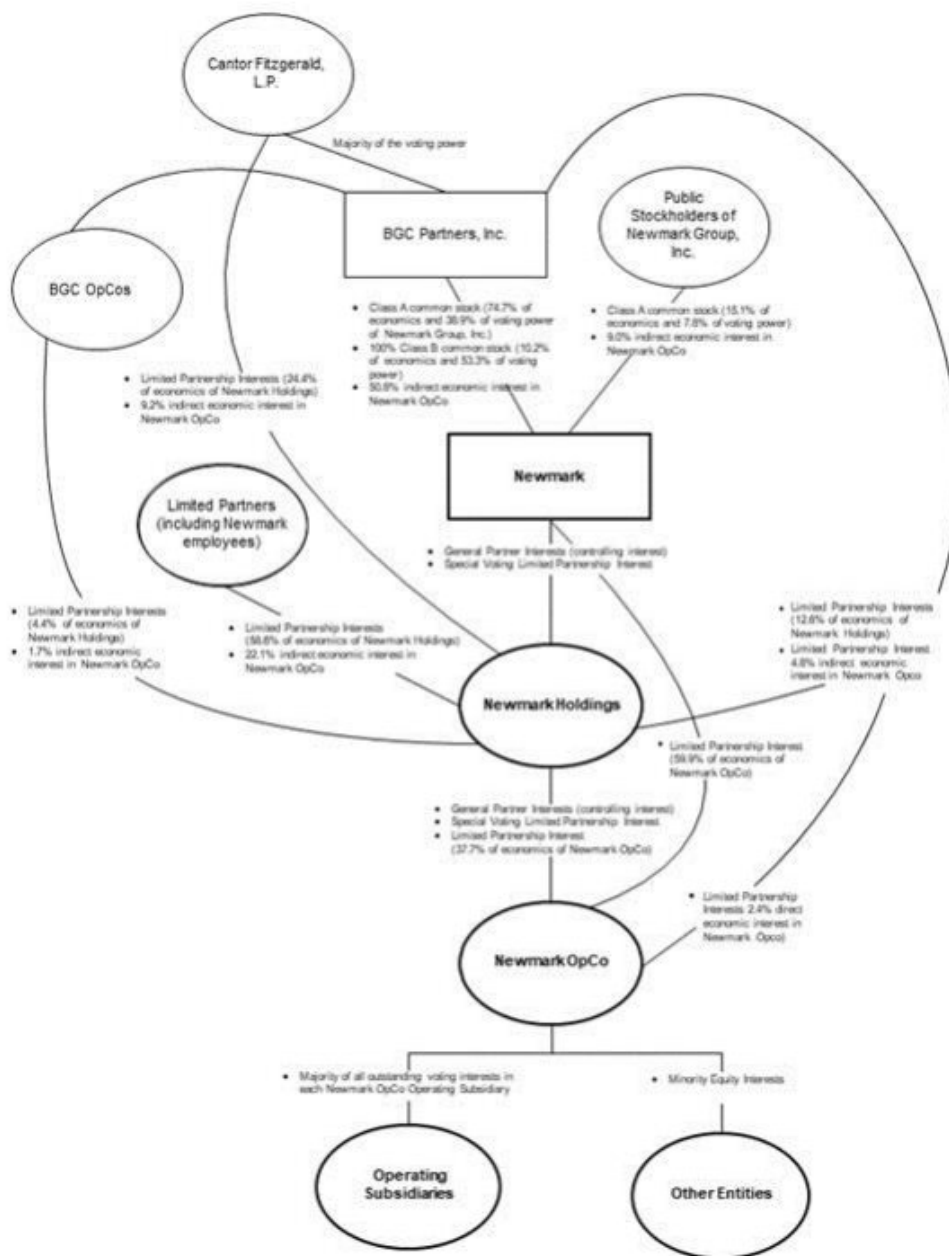 Cantor Fitzgerald,
L.P.
Majority of the voting power
BGC Partners, Inc.
Public
Stockholders of
Newmark Group,
Inc.
BGC OpCos
• Class A common stock (74.7% of
economics and 38.9% of voting power
of Newmark Group, Inc.)
• 100% Class B common stock (10.2%
of economics and 53.3% of voting
power)
• 50.8% indirect economic interest in
Newmark OpCo
• Class A common stock (15.1% of
economics and 7.8% of voting power)
• 9.0% indirect economic interest in
Newmark OpCo
• Limited Partnership Interests (24.4%
of economics of Newmark Holdings)
• 9.2% indirect economic interest in
Newmark OpCo
Newmark
Limited Partners
(including Newmark
employees)
• General Partner Interests (controlling interest)
• Special Voting Limited Partnership Interest
• Limited Partnership Interests
(4.4% of economics of
Newmark Holdings)
• 1.7% indirect economic
interest in Newmark OpCo
• Limited Partnership Interests
(58.6% of economics of Newmark Holdings)
• 22.1% indirect economic interest in
Newmark OpCo
• Limited Partnership Interests
(12.6% of economics of
Newmark Holdings)
• Limited Partnership Interest
4.8% indirect economic
interest in Newmark Opco
Newmark Holdings
• Limited Partnership Interest
(59.9% of economics of
Newmark OpCo)
• General Partner Interests (controlling interest)
• Special Voting Limited Partnership Interest
• Limited Partnership Interest
(37.7% of economics of Newmark OpCo)
• Limited Partnership
Interests 2.4% direct
economic interest in
Newmark Opco)
Newmark OpCo
• Majority of all outstanding voting interests in
each Newmark OpCo Operating Subsidiary
• Minority Equity Interests
Operating
Subsidiaries
Other Entities